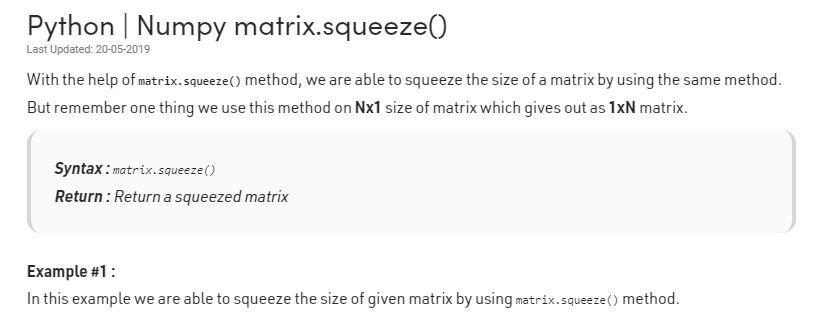 Python | Numpy matrix.squeeze()
Last Updated: 20-05-2019
With the help of matrix.squeeze() method, we are able to squeeze the size of a matrix by using the same method.
But remember one thing we use this method on Nx1 size of matrix which gives out as 1xN matrix.
Syntax : matrix.squeeze()
Return : Return a squeezed matrix
Example #1 :
In this example we are able to squeeze the size of given matrix by using matrix.squeeze() method.